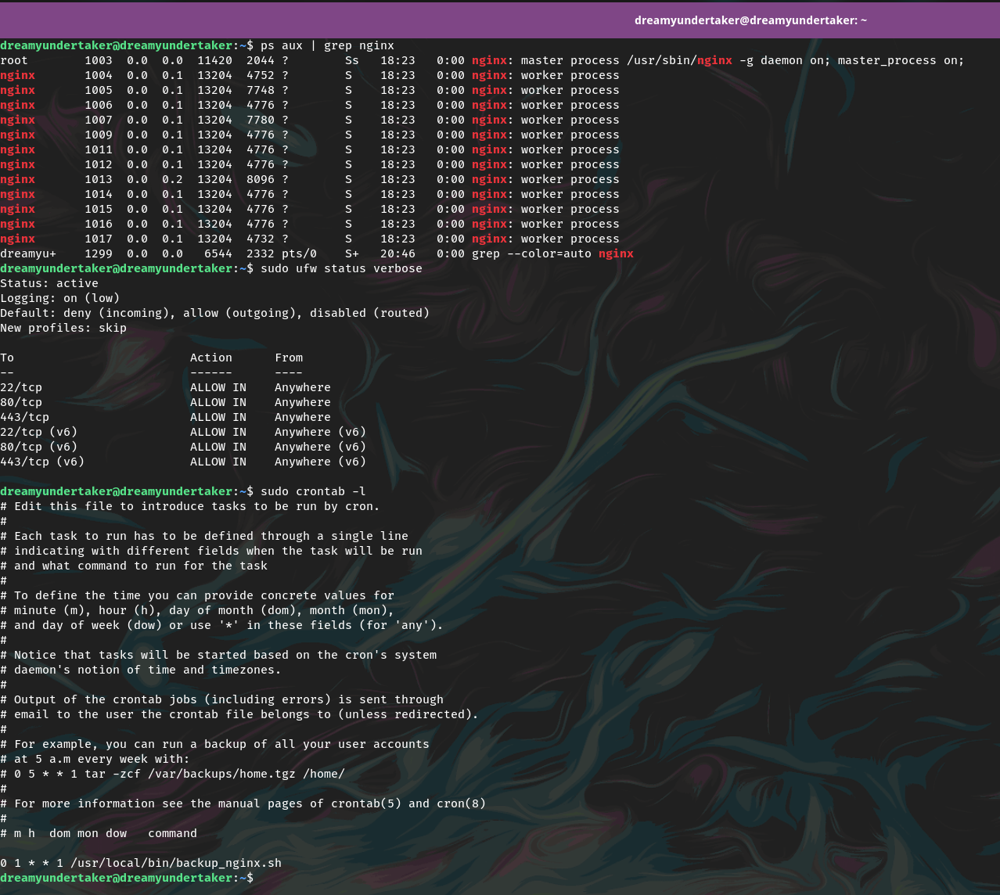 dreamyundertaker@dreamyundertaker: ~
dreamyundertaker@dreamyundertaker:~$ ps aux | grep nginx
root        1003  0.0  0.0  11420  2044 ?        Ss   18:23   0:00 nginx: master process /usr/sbin/nginx -g daemon on; master_process on;
nginx       1004  0.0  0.1  13204  4752 ?        S    18:23   0:00 nginx: worker process
nginx       1005  0.0  0.1  13204  7748 ?        S    18:23   0:00 nginx: worker process
nginx       1006  0.0  0.1  13204  4776 ?        S    18:23   0:00 nginx: worker process
nginx       1007  0.0  0.1  13204  7780 ?        S    18:23   0:00 nginx: worker process
nginx       1009  0.0  0.1  13204  4776 ?        S    18:23   0:00 nginx: worker process
nginx       1011  0.0  0.1  13204  4776 ?        S    18:23   0:00 nginx: worker process
nginx       1012  0.0  0.1  13204  4776 ?        S    18:23   0:00 nginx: worker process
nginx       1013  0.0  0.2  13204  8096 ?        S    18:23   0:00 nginx: worker process
nginx       1014  0.0  0.1  13204  4776 ?        S    18:23   0:00 nginx: worker process
nginx       1015  0.0  0.1  13204  4776 ?        S    18:23   0:00 nginx: worker process
nginx       1016  0.0  0.1  13204  4776 ?        S    18:23   0:00 nginx: worker process
nginx       1017  0.0  0.1  13204  4732 ?        S    18:23   0:00 nginx: worker process
dreamyu+    1299  0.0  0.0   6544  2332 pts/0    S+   20:46   0:00 grep --color=auto nginx
dreamyundertaker@dreamyundertaker:~$ sudo ufw status verbose
Status: active
Logging: on (low)
Default: deny (incoming), allow (outgoing), disabled (routed)
New profiles: skip

To                         Action      From
--                         ------      ----
22/tcp                     ALLOW IN    Anywhere
80/tcp                     ALLOW IN    Anywhere
443/tcp                    ALLOW IN    Anywhere
22/tcp (v6)                ALLOW IN    Anywhere (v6)
80/tcp (v6)                ALLOW IN    Anywhere (v6)
443/tcp (v6)               ALLOW IN    Anywhere (v6)

dreamyundertaker@dreamyundertaker:~$ sudo crontab -l
# Edit this file to introduce tasks to be run by cron.
#
# Each task to run has to be defined through a single line
# indicating with different fields when the task will be run
# and what command to run for the task
#
# To define the time you can provide concrete values for
# minute (m), hour (h), day of month (dom), month (mon),
# and day of week (dow) or use '*' in these fields (for 'any').
#
# Notice that tasks will be started based on the cron's system
# daemon's notion of time and timezones.
#
# Output of the crontab jobs (including errors) is sent through
# email to the user the crontab file belongs to (unless redirected).
#
# For example, you can run a backup of all your user accounts
# at 5 a.m every week with:
# 0 5 * * 1 tar -zcf /var/backups/home.tgz /home/
#
# For more information see the manual pages of crontab(5) and cron(8)
#
# m h  dom mon dow   command

0 1 * * 1 /usr/local/bin/backup_nginx.sh
dreamyundertaker@dreamyundertaker:~$